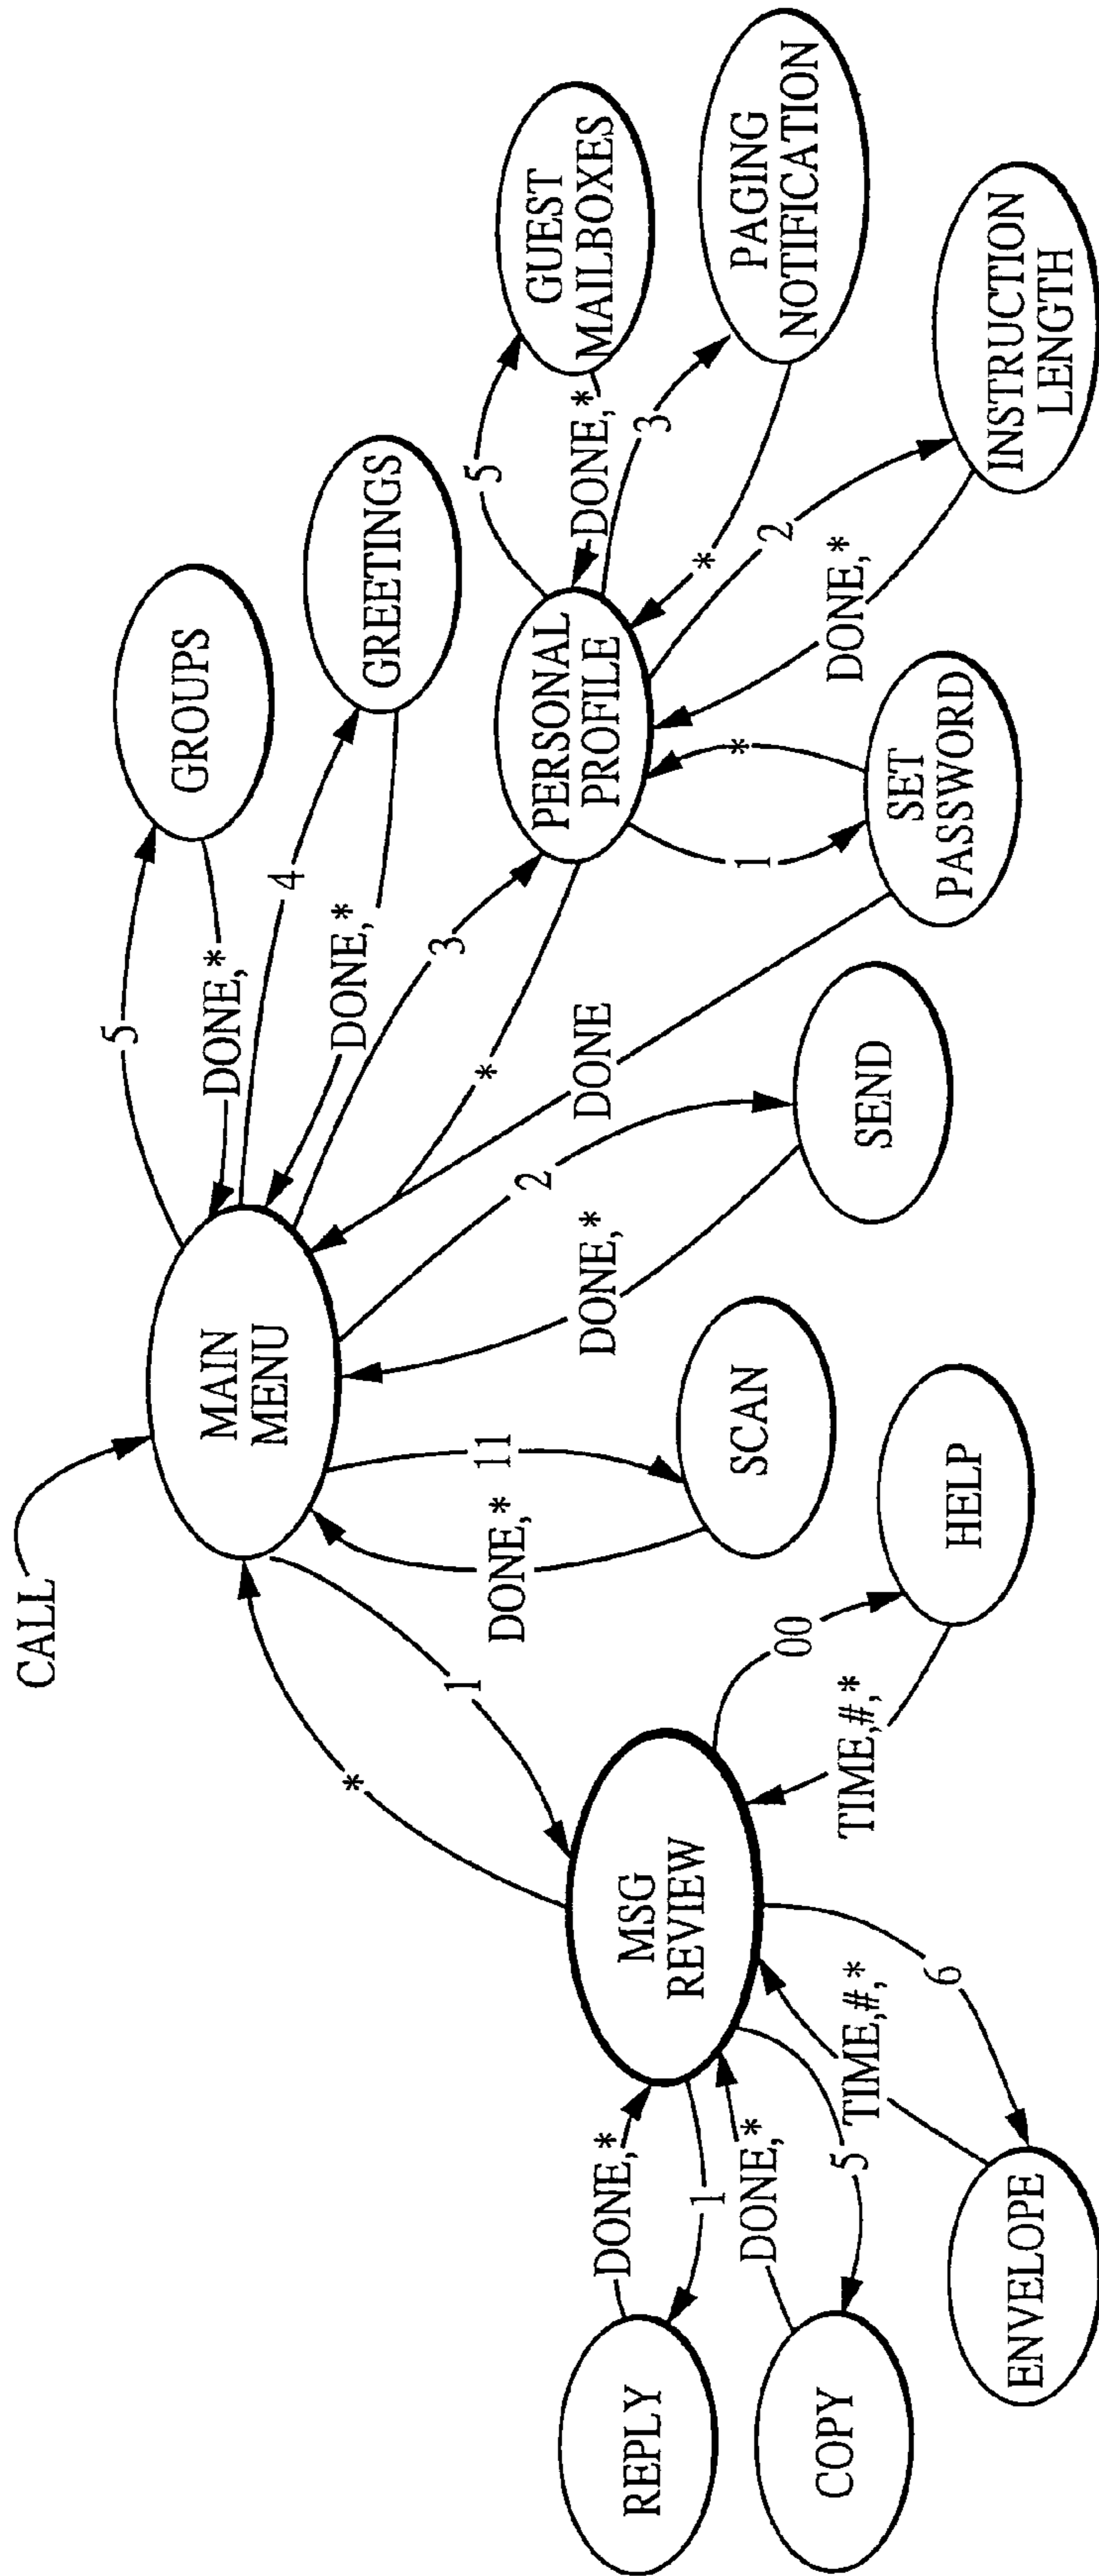 CALL
MAIN
MENU
5
GROUPS
DONE,*
4
GREETINGS
DONE,*
3
PERSONAL
PROFILE
*
5
GUEST
MAILBOXES
DONE,*
3
PAGING
NOTIFICATION
*
2
INSTRUCTION
LENGTH
DONE,*
1
SET
PASSWORD
*
DONE
2
SEND
DONE,*
11
SCAN
DONE,*
1
*
MSG
REVIEW
00
HELP
TIME,#,*
6
ENVELOPE
TIME,#,*
5
COPY
DONE,*
1
REPLY
DONE,*